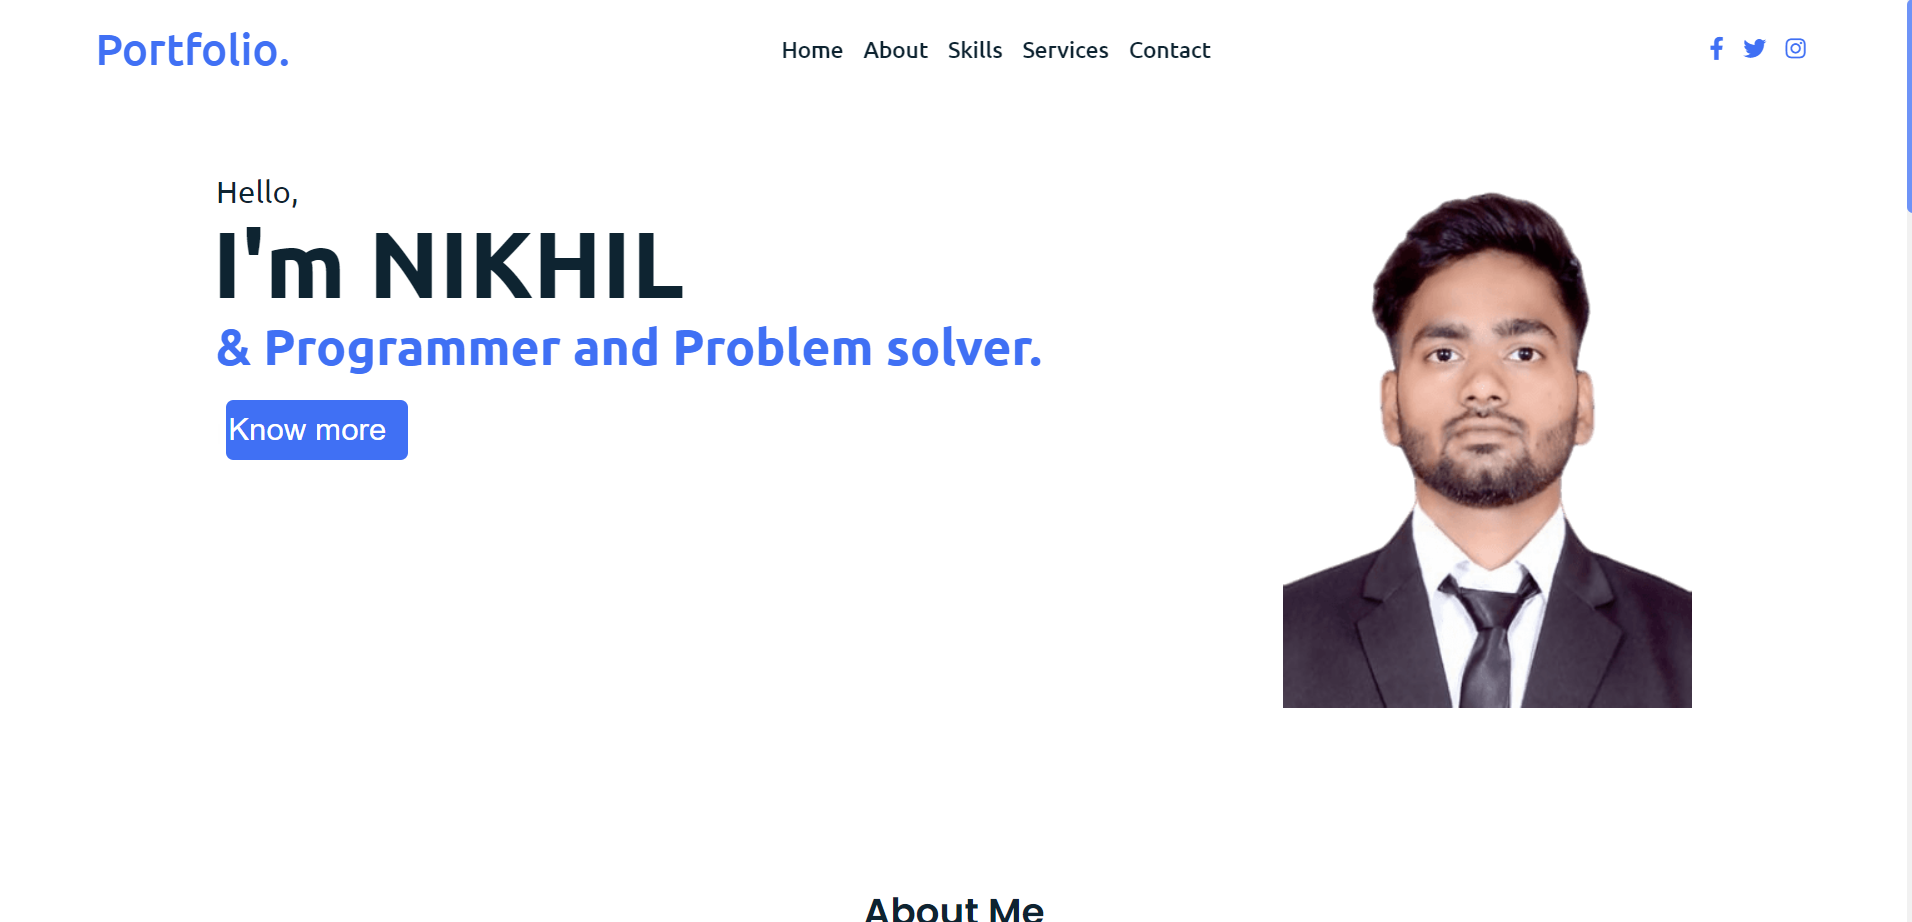 Portfolio.
Home About Skills Services Contact
Hello,
I'm NIKHIL
& Programmer and Problem solver.
Know more
About Me